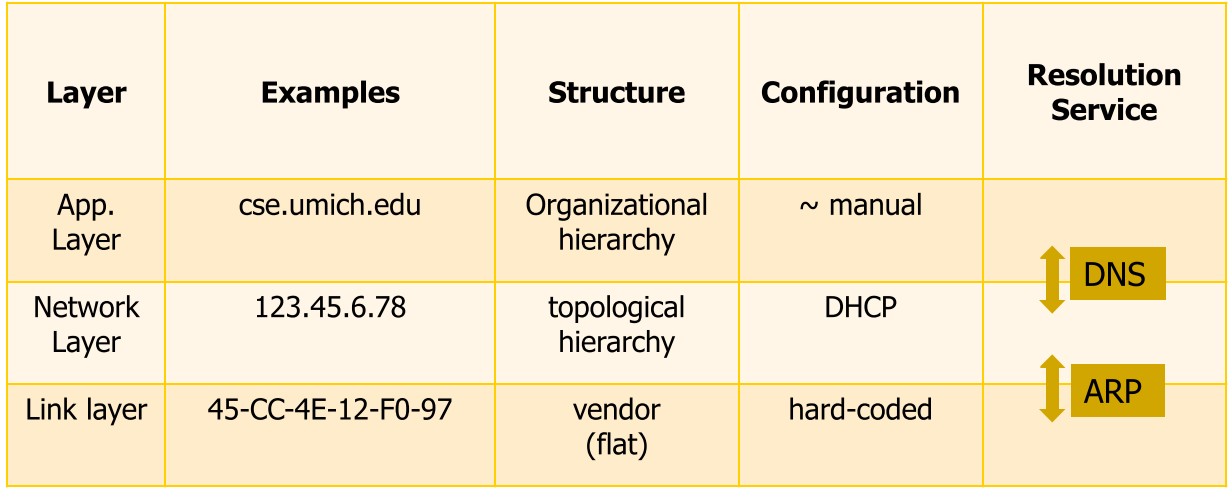 Layer
Examples
Structure
Configuration
Resolution
Service
App.
Layer
cse.umich.edu
Organizational
hierarchy
~ manual
DNS
Network
Layer
123.45.6.78
topological
hierarchy
DHCP
ARP
Link layer
45-CC-4E-12-F0-97
vendor
(flat)
hard-coded